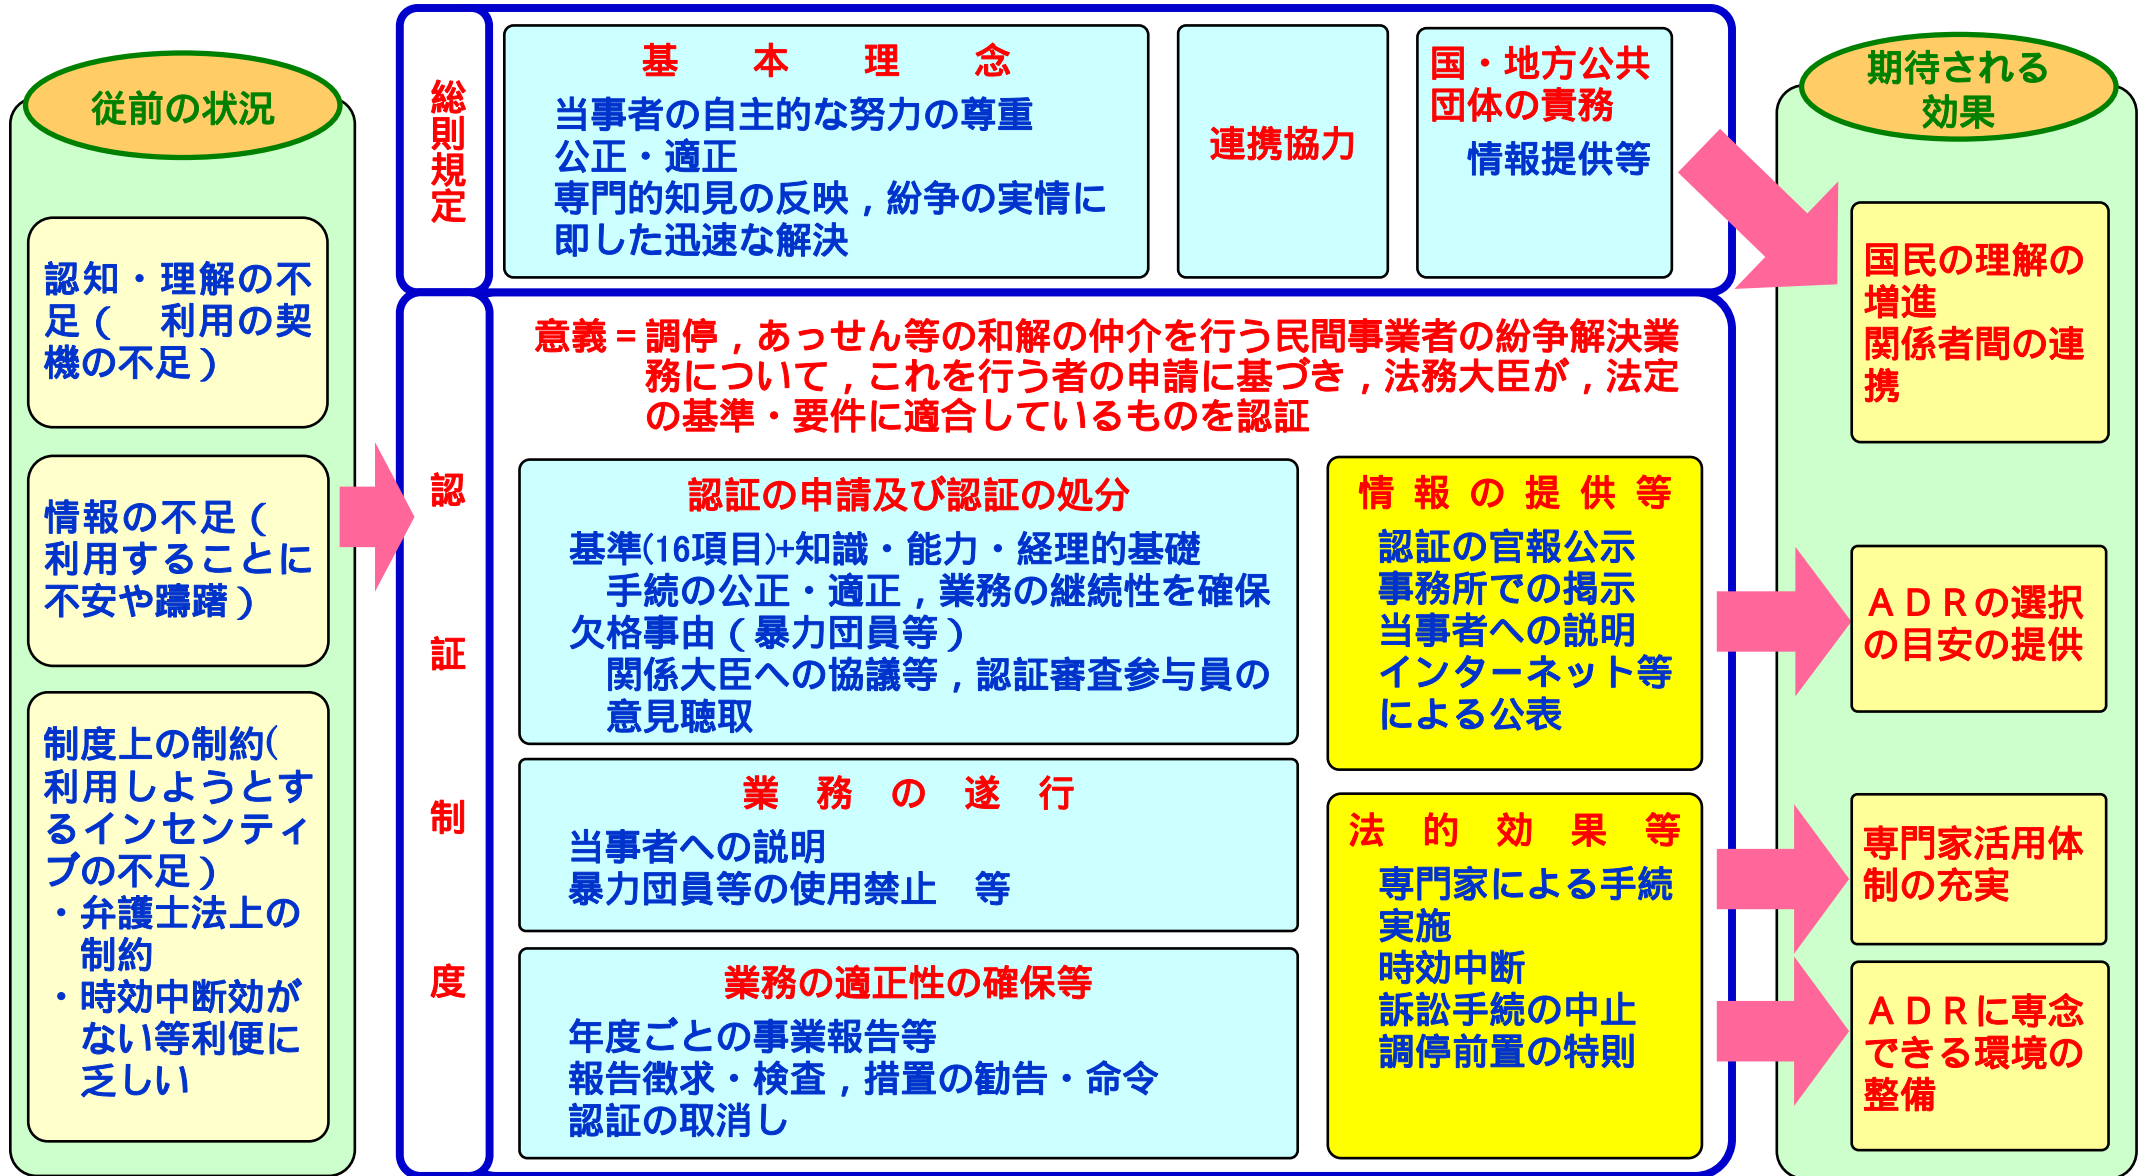 従前の状況
認知・理解の不
足（　利用の契
機の不足）
情報の不足（
利用することに
不安や躊躇）
制度上の制約(
利用しようとす
るインセンティ
ブの不足）
・弁護士法上の
制約
・時効中断効が
ない等利便に
乏しい
総則規定
基　本　理　念
当事者の自主的な努力の尊重
公正・適正
専門的知見の反映，紛争の実情に
即した迅速な解決
連携協力
国・地方公共
団体の責務
情報提供等
認証制度
意義＝調停，あっせん等の和解の仲介を行う民間事業者の紛争解決業
務について，これを行う者の申請に基づき，法務大臣が，法定
の基準・要件に適合しているものを認証
認証の申請及び認証の処分
基準(16項目)+知識・能力・経理的基礎
手続の公正・適正，業務の継続性を確保
欠格事由（暴力団員等）
関係大臣への協議等，認証審査参与員の
意見聴取
業　務　の　遂　行
当事者への説明
暴力団員等の使用禁止　等
業務の適正性の確保等
年度ごとの事業報告等
報告徴求・検査，措置の勧告・命令
認証の取消し
情 報 の 提 供 等
認証の官報公示
事務所での掲示
当事者への説明
インターネット等
による公表
法　的　効　果　等
専門家による手続
実施
時効中断
訴訟手続の中止
調停前置の特則
期待される
効果
国民の理解の
増進
関係者間の連
携
ＡＤＲの選択
の目安の提供
専門家活用体
制の充実
ＡＤＲに専念
できる環境の
整備